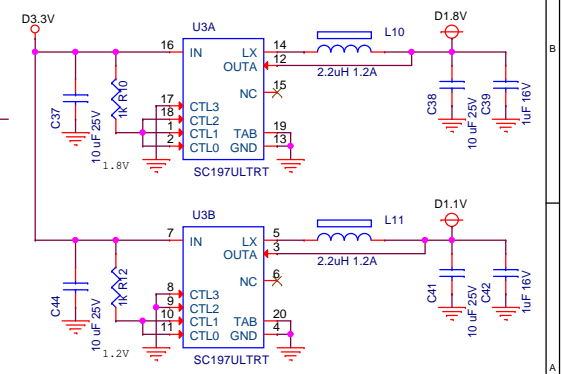 D3.3V
U3A
D1.8V
L10
16 IN LX 14
OUTA 12
2.2uH 1.2A
NC 15
17 CTL3
18 CTL2
1 CTL1 TAB 19
2 CTL0 GND 13
SC197ULTRT
C37
10 uF 25V
1K R10
1.8V
C38
10 uF 25V
C39
1uF 16V
B
U3B
D1.1V
L11
7 IN LX 5
OUTA 3
2.2uH 1.2A
NC 6
8 CTL3
9 CTL2
10 CTL1 TAB 20
11 CTL0 GND 4
SC197ULTRT
C44
10 uF 25V
1K R12
1.2V
C41
10 uF 25V
C42
1uF 16V
A